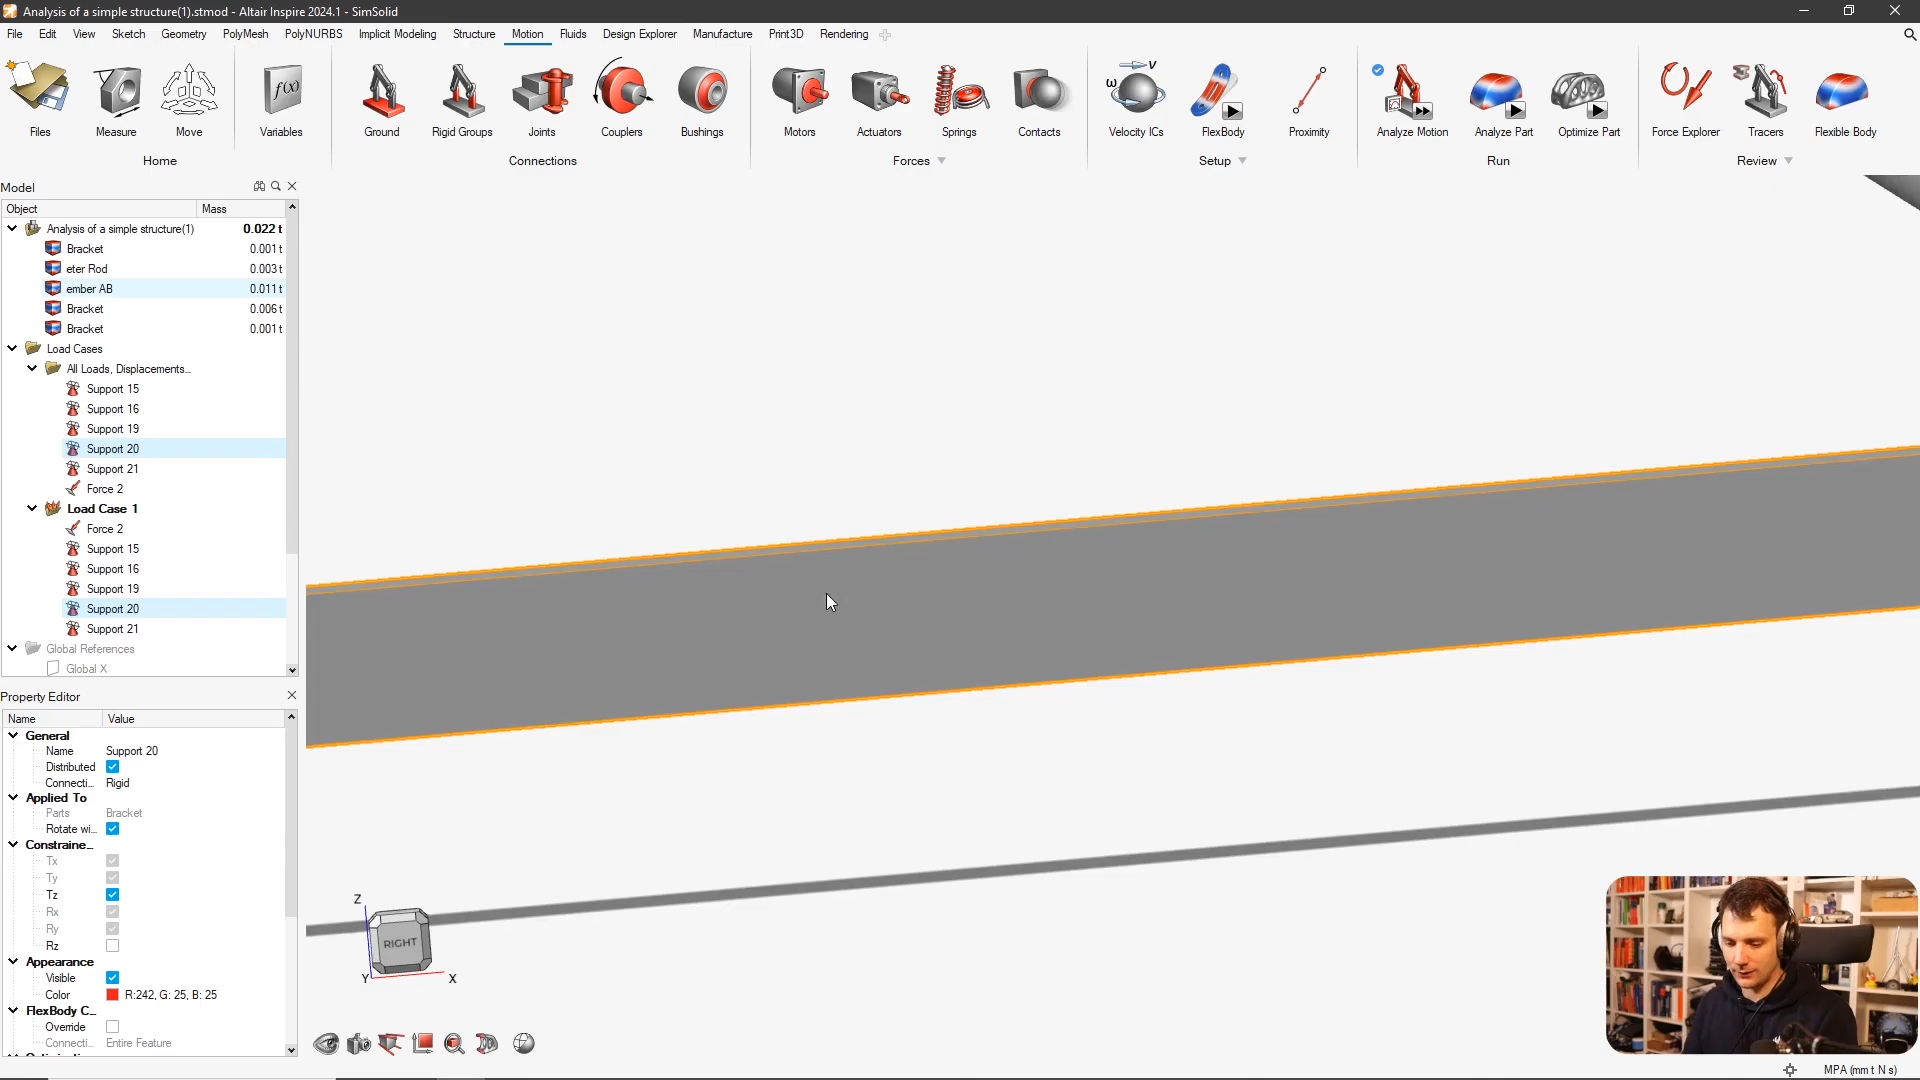 Analysis of a simple structure(1).stmod - Altair Inspire 2024.1 - SimSolid
File Edit View Sketch Geometry PolyMesh PolyNURBS Implicit Modeling Structure Motion Fluids Design Explorer Manufacture Print3D Rendering
f(x)
ω V
Files Measure Move Variables Ground Rigid Groups Joints Couplers Bushings Motors Actuators Springs Contacts Velocity ICs FlexBody Proximity Analyze Motion Analyze Part Optimize Part Force Explorer Tracers Flexible Body
Home Connections Forces Setup Run Review
Model
Object Mass
Analysis of a simple structure(1) 0.022 t
Bracket 0.001 t
eter Rod 0.003 t
ember AB 0.011 t
Bracket 0.006 t
Bracket 0.001 t
Load Cases
All Loads, Displacements...
Support 15
Support 16
Support 19
Support 20
Support 21
Force 2
Load Case 1
Force 2
Support 15
Support 16
Support 19
Support 20
Support 21
Global References
Global X
Property Editor
Name Value
General
Name Support 20
Distributed
Connecti... Rigid
Applied To
Parts Bracket
Rotate wi...
Constraine...
Tx
Ty
Tz
Rx
Ry
Rz
Appearance
Visible
Color R:242, G: 25, B: 25
FlexBody C...
Override
Connecti... Entire Feature
Z
RIGHT
Y X
MPA (mm t N s)